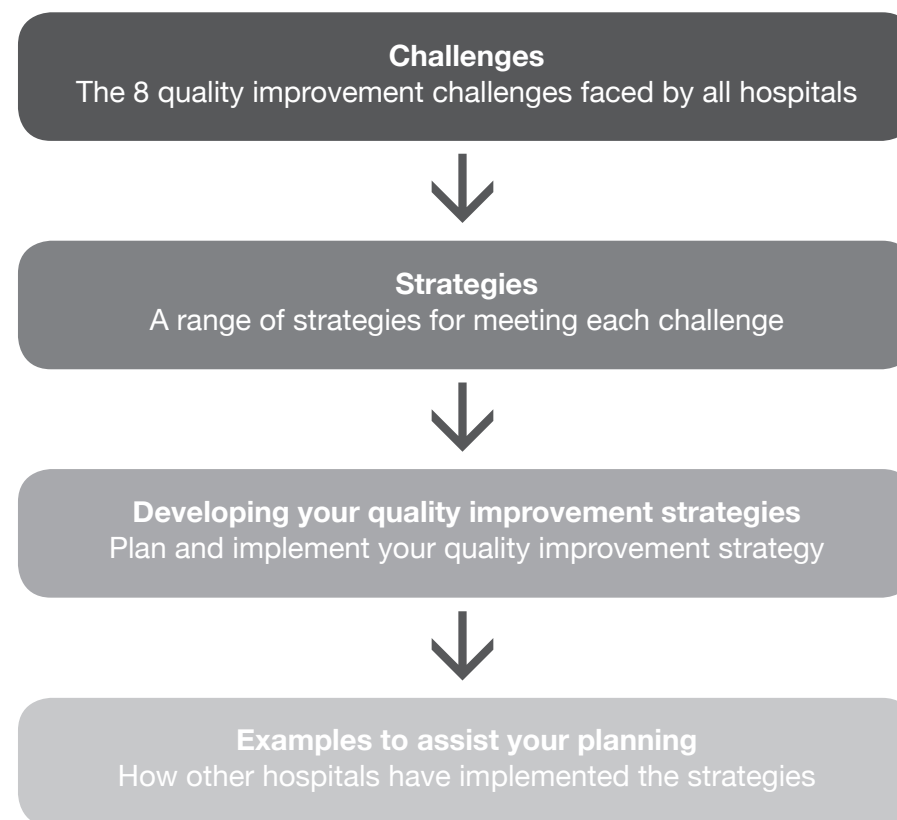 Challenges
The 8 quality improvement challenges faced by all hospitals
Strategies
A range of strategies for meeting each challenge
Developing your quality improvement strategies
Plan and implement your quality improvement strategy
Examples to assist your planning
How other hospitals have implemented the strategies